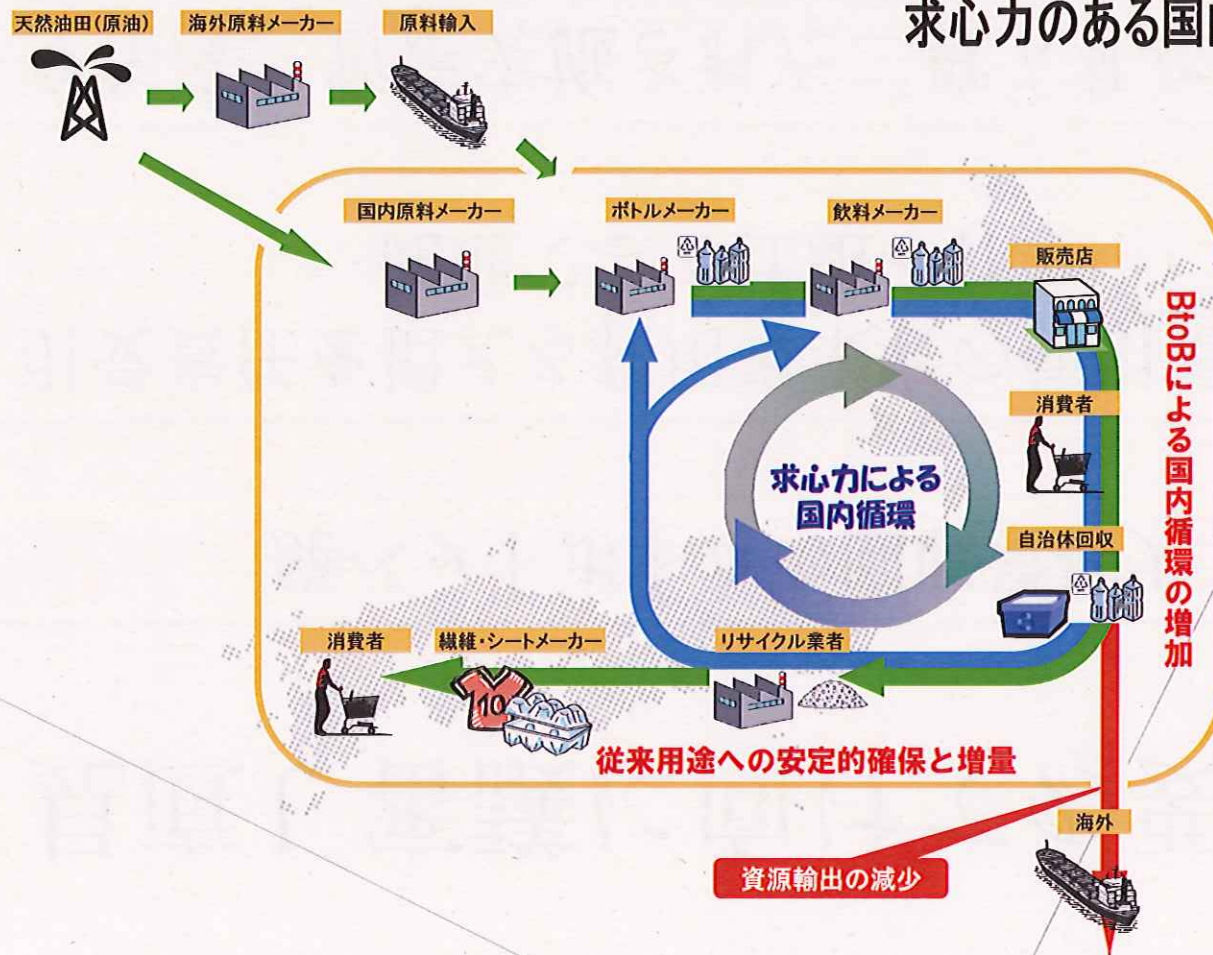 求心力のある国内
天然油田(原油)
海外原料メーカー
原料輸入
国内原料メーカー
ボトルメーカー
飲料メーカー
販売店
消費者
自治体回収
求心力による
国内循環
BtoBによる国内循環の増加
消費者
繊維・シートメーカー
リサイクル業者
10
従来用途への安定的確保と増量
資源輸出の減少
海外